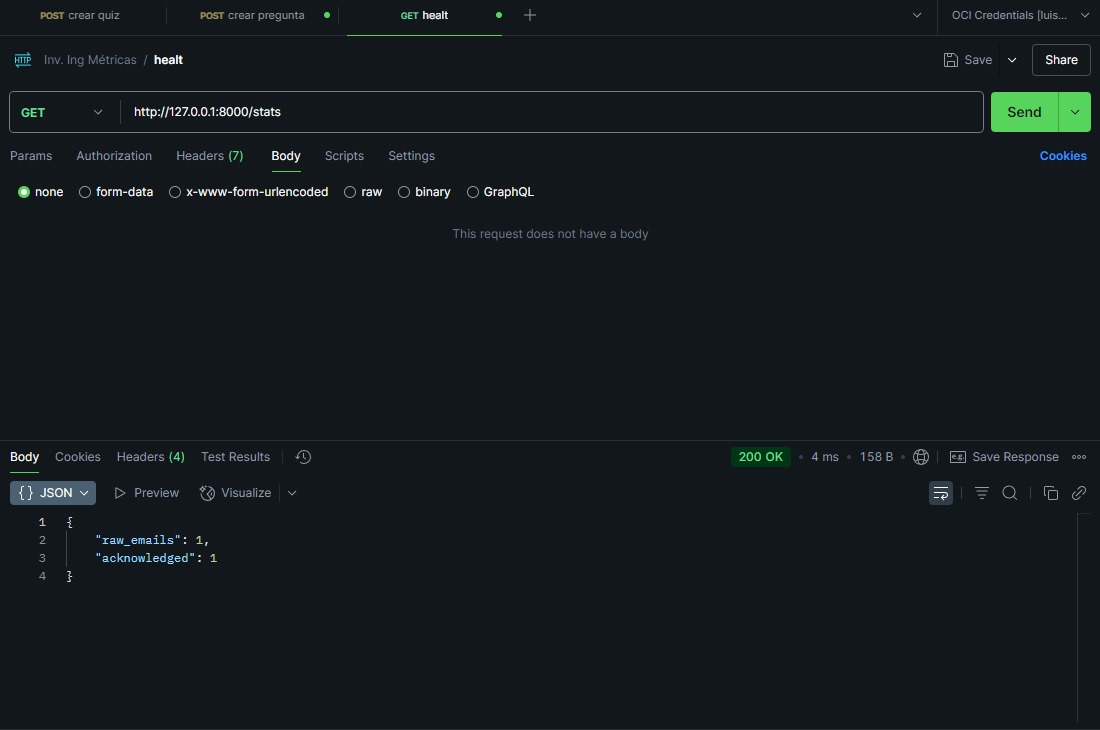 POST crear quiz POST crear pregunta GET healt OCI Credentials [luis...
HTTP Inv. Ing Métricas / healt Save Share
GET http://127.0.0.1:8000/stats Send
Params Authorization Headers (7) Body Scripts Settings Cookies
none form-data x-www-form-urlencoded raw binary GraphQL
This request does not have a body
Body Cookies Headers (4) Test Results 200 OK 4 ms 158 B e.g. Save Response
{} JSON Preview Visualize
1 {
2 "raw_emails": 1,
3 "acknowledged": 1
4 }